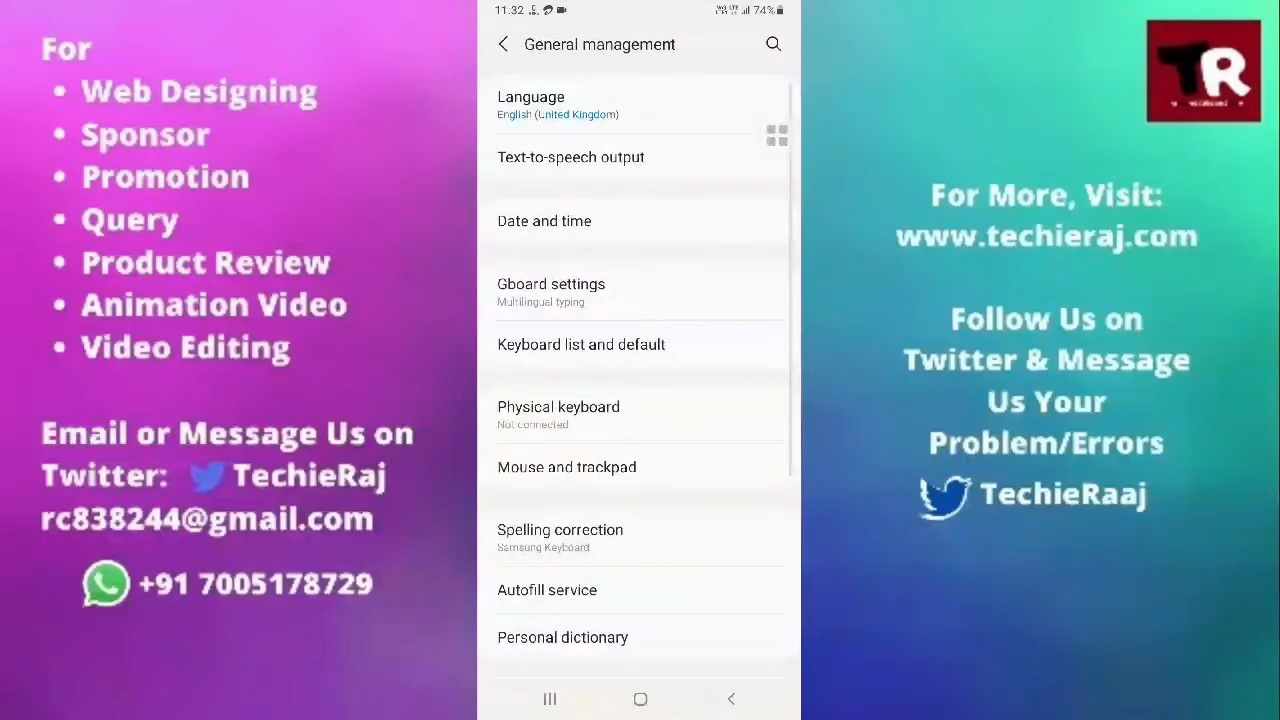 For
• Web Designing
• Sponsor
• Promotion
• Query
• Product Review
• Animation Video
• Video Editing
Email or Message Us on
Twitter: TechieRaj
rc838244@gmail.com
+91 7005178729
11:32
74%
General management
Language
English (United Kingdom)
Text-to-speech output
Date and time
Gboard settings
Multilingual typing
Keyboard list and default
Physical keyboard
Not connected
Mouse and trackpad
Spelling correction
Samsung Keyboard
Autofill service
Personal dictionary
TR
For More, Visit:
www.techieraj.com
Follow Us on
Twitter & Message
Us Your
Problem/Errors
TechieRaaj